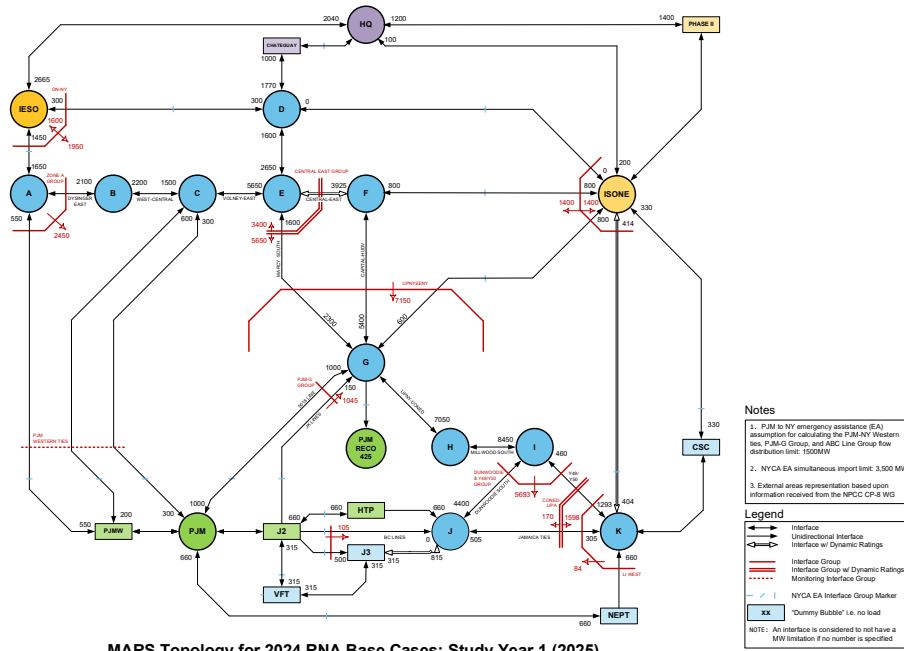 2040
HQ
1200
1400
PHASE II
100
CHATEGUAY
1000
2665
1770
ON-NY
IESO
300
300
D
0
1600
1450
1950
1600
0
200
1650
2650
CENTRAL EAST GROUP
ZONE A
GROUP
A
2100
B
2200
1500
C
5650
E
3925
F
800
800
ISONE
DYSINGER
EAST
WEST-CENTRAL
VOLNEY-EAST
CENTRAL-EAST
550
600
300
1600
1400
1400
330
2450
3400
5650
800
414
MARCY SOUTH
CAPITAL-HUDV
UPNYSENY
7150
2300
5400
600
G
1000
150
PJM-G
GROUP
1045
5018 LINE
JK LINES
UPNY-CONED
PJM
RECO
425
7050
H
8450
I
MILLWOOD SOUTH
460
PJM
WESTERN TIES
DUNWOODIE
& Y49/Y50
GROUP
DUNWOODIE SOUTH
5693
Y49/
Y50
CONED
LIPA
330
CSC
1000
200
550
PJMW
300
PJM
660
J2
660
HTP
660
4400
J
505
170
1598
1293
404
305
K
105
BC LINES
0
JAMAICA TIES
660
315
500
J3
815
315
84
LI WEST
660
315
VFT
315
660
NEPT
Notes
1. PJM to NY emergency assistance (EA)
assumption for calculating the PJM-NY Western
ties, PJM-G Group, and ABC Line Group flow
distribution limit: 1500MW
2. NYCA EA simultaneous import limit: 3,500 MW
3. External areas representation based upon
information received from the NPCC CP-8 WG
Legend
Interface
Unidirectional Interface
Interface w/ Dynamic Ratings
Interface Group
Interface Group w/ Dynamic Ratings
Monitoring Interface Group
NYCA EA Interface Group Marker
xx
"Dummy Bubble" i.e. no load
NOTE: An interface is considered to not have a
MW limitation if no number is specified
MAPS Topology for 2024 RNA Base Cases: Study Year 1 (2025)